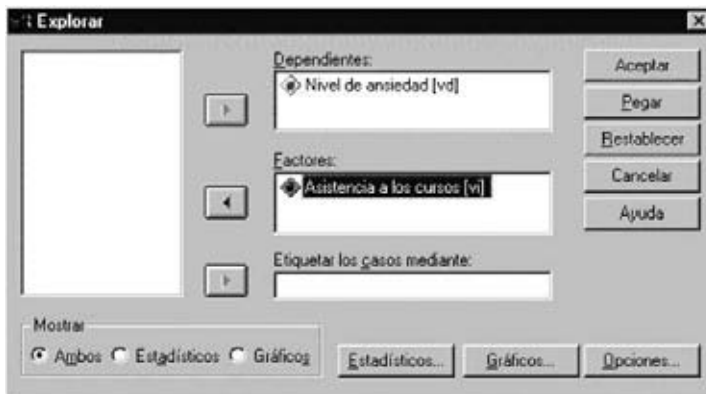 Explorar
Dependientes:
Nivel de ansiedad [vd]
Factores:
Asistencia a los cursos [vi]
Etiquetar los casos mediante:
Aceptar
Pegar
Restablecer
Cancelar
Ayuda
Mostrar
Ambos Estadísticos Gráficos
Estadísticos... Gráficos... Opciones...